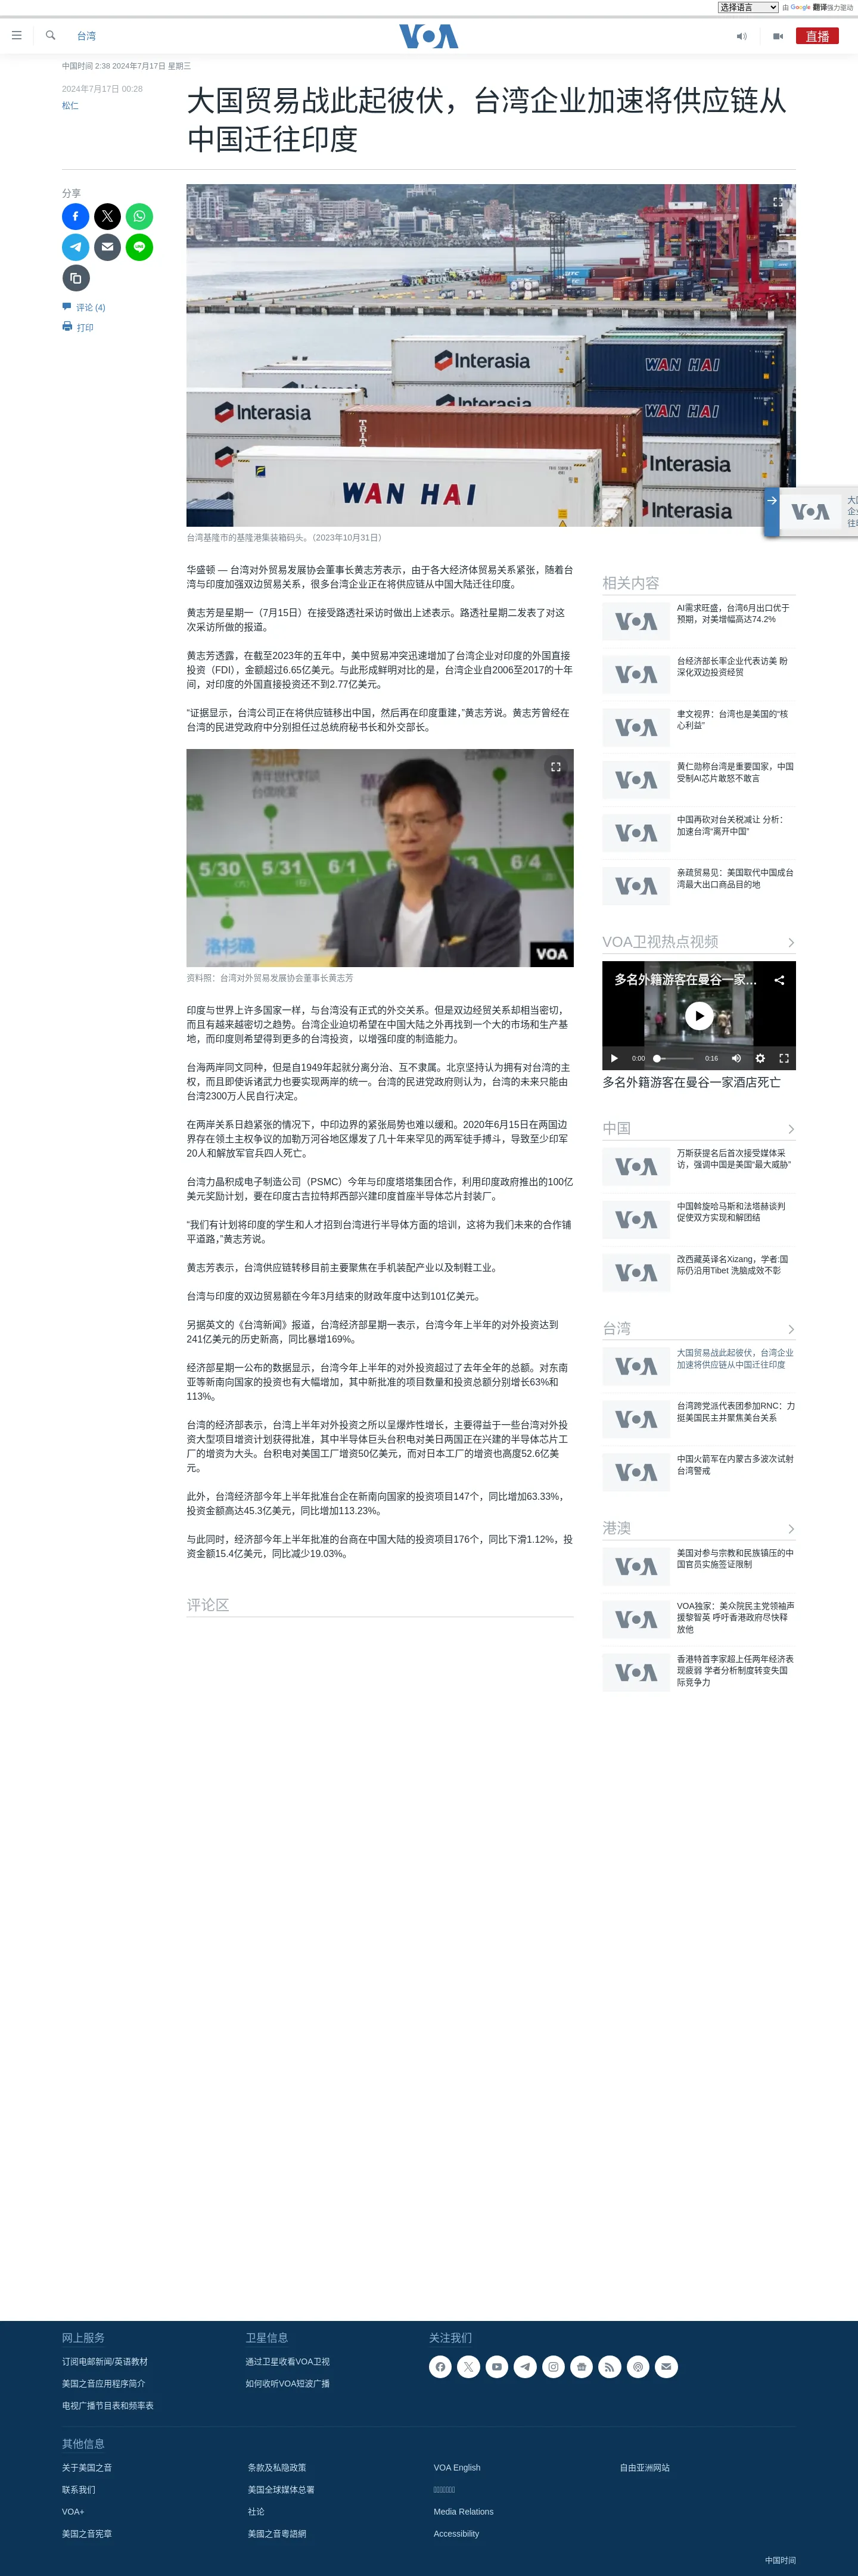 选择语言 由 Google 翻译强力驱动
台湾
VOA
直播
中国时间 2:38 2024年7月17日 星期三
2024年7月17日 00:28
松仁
大国贸易战此起彼伏，台湾企业加速将供应链从
中国迁往印度
分享
评论 (4)
打印
Interasia
WAN HAI
台湾基隆市的基隆港集装箱码头。（2023年10月31日）
华盛顿 — 台湾对外贸易发展协会董事长黄志芳表示，由于各大经济体贸易关系紧张，随着台
湾与印度加强双边贸易关系，很多台湾企业正在将供应链从中国大陆迁往印度。
黄志芳是星期一（7月15日）在接受路透社采访时做出上述表示。路透社星期二发表了对这
次采访所做的报道。
黄志芳透露，在截至2023年的五年中，美中贸易冲突迅速增加了台湾企业对印度的外国直接
投资（FDI），金额超过6.65亿美元。与此形成鲜明对比的是，台湾企业自2006至2017的十年
间，对印度的外国直接投资还不到2.77亿美元。
“证据显示，台湾公司正在将供应链移出中国，然后再在印度重建，”黄志芳说。黄志芳曾经在
台湾的民进党政府中分别担任过总统府秘书长和外交部长。
芝加哥
5/30
5/31
6/1
6/3
6/4
洛杉磯
VOA
资料照：台湾对外贸易发展协会董事长黄志芳
印度与世界上许多国家一样，与台湾没有正式的外交关系。但是双边经贸关系却相当密切，
而且有越来越密切之趋势。台湾企业迫切希望在中国大陆之外再找到一个大的市场和生产基
地，而印度则希望得到更多的台湾投资，以增强印度的制造能力。
台海两岸同文同种，但是自1949年起就分离分治、互不隶属。北京坚持认为拥有对台湾的主
权，而且即使诉诸武力也要实现两岸的统一。台湾的民进党政府则认为，台湾的未来只能由
台湾2300万人民自行决定。
在两岸关系日趋紧张的情况下，中印边界的紧张局势也难以缓和。2020年6月15日在两国边
界存在领土主权争议的加勒万河谷地区爆发了几十年来罕见的两军徒手搏斗，导致至少印军
20人和解放军官兵四人死亡。
台湾力晶积成电子制造公司（PSMC）今年与印度塔塔集团合作，利用印度政府推出的100亿
美元奖励计划，要在印度古吉拉特邦西部兴建印度首座半导体芯片封装厂。
“我们有计划将印度的学生和人才招到台湾进行半导体方面的培训，这将为我们未来的合作铺
平道路，”黄志芳说。
黄志芳表示，台湾供应链转移目前主要聚焦在手机装配产业以及制鞋工业。
台湾与印度的双边贸易额在今年3月结束的财政年度中达到101亿美元。
另据英文的《台湾新闻》报道，台湾经济部星期一表示，台湾今年上半年的对外投资达到
241亿美元的历史新高，同比暴增169%。
经济部星期一公布的数据显示，台湾今年上半年的对外投资超过了去年全年的总额。对东南
亚等新南向国家的投资也有大幅增加，其中新批准的项目数量和投资总额分别增长63%和
113%。
台湾的经济部表示，台湾上半年对外投资之所以呈爆炸性增长，主要得益于一些台湾对外投
资大型项目增资计划获得批准，其中半导体巨头台积电对美日两国正在兴建的半导体芯片工
厂的增资为大头。台积电对美国工厂增资50亿美元，而对日本工厂的增资也高度52.6亿美
元。
此外，台湾经济部今年上半年批准台企在新南向国家的投资项目147个，同比增加63.33%，
投资金额高达45.3亿美元，同比增加113.23%。
与此同时，经济部今年上半年批准的台商在中国大陆的投资项目176个，同比下滑1.12%，投
资金额15.4亿美元，同比减少19.03%。
评论区
相关内容
AI需求旺盛，台湾6月出口优于
预期，对美增幅高达74.2%
台经济部长率企业代表访美 盼
深化双边投资经贸
聿文视界：台湾也是美国的“核
心利益”
黄仁勋称台湾是重要国家，中国
受制AI芯片敢怒不敢言
中国再砍对台关税减让 分析：
加速台湾“离开中国”
亲疏贸易见：美国取代中国成台
湾最大出口商品目的地
VOA卫视热点视频
多名外籍游客在曼谷一家...
0:00 0:16
多名外籍游客在曼谷一家酒店死亡
中国
万斯获提名后首次接受媒体采
访，强调中国是美国“最大威胁”
中国斡旋哈马斯和法塔赫谈判
促使双方实现和解团结
改西藏英译名Xizang，学者:国
际仍沿用Tibet 洗脑成效不彰
台湾
大国贸易战此起彼伏，台湾企业
加速将供应链从中国迁往印度
台湾跨党派代表团参加RNC：力
挺美国民主并聚焦美台关系
中国火箭军在内蒙古多波次试射
台湾警戒
港澳
美国对参与宗教和民族镇压的中
国官员实施签证限制
VOA独家：美众院民主党领袖声
援黎智英 呼吁香港政府尽快释
放他
香港特首李家超上任两年经济表
现疲弱 学者分析制度转变失国
际竞争力
网上服务
订阅电邮新闻/英语教材
美国之音应用程序简介
电视广播节目表和频率表
卫星信息
通过卫星收看VOA卫视
如何收听VOA短波广播
关注我们
其他信息
关于美国之音 条款及私隐政策 VOA English 自由亚洲网站
联系我们 美国全球媒体总署
VOA+ 社论 Media Relations
美国之音宪章 美國之音粵語網 Accessibility
中国时间